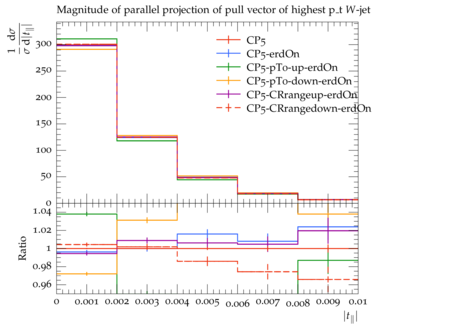 Magnitude of parallel projection of pull vector of highest p_t W-jet
1/σ dσ/d|t∥|
300
250
200
150
100
50
0
CP5
CP5-erdOn
CP5-pTo-up-erdOn
CP5-pTo-down-erdOn
CP5-CRrangeup-erdOn
CP5-CRrangedown-erdOn
Ratio
1.04
1.02
1
0.98
0.96
0 0.001 0.002 0.003 0.004 0.005 0.006 0.007 0.008 0.009 0.01
|t∥|